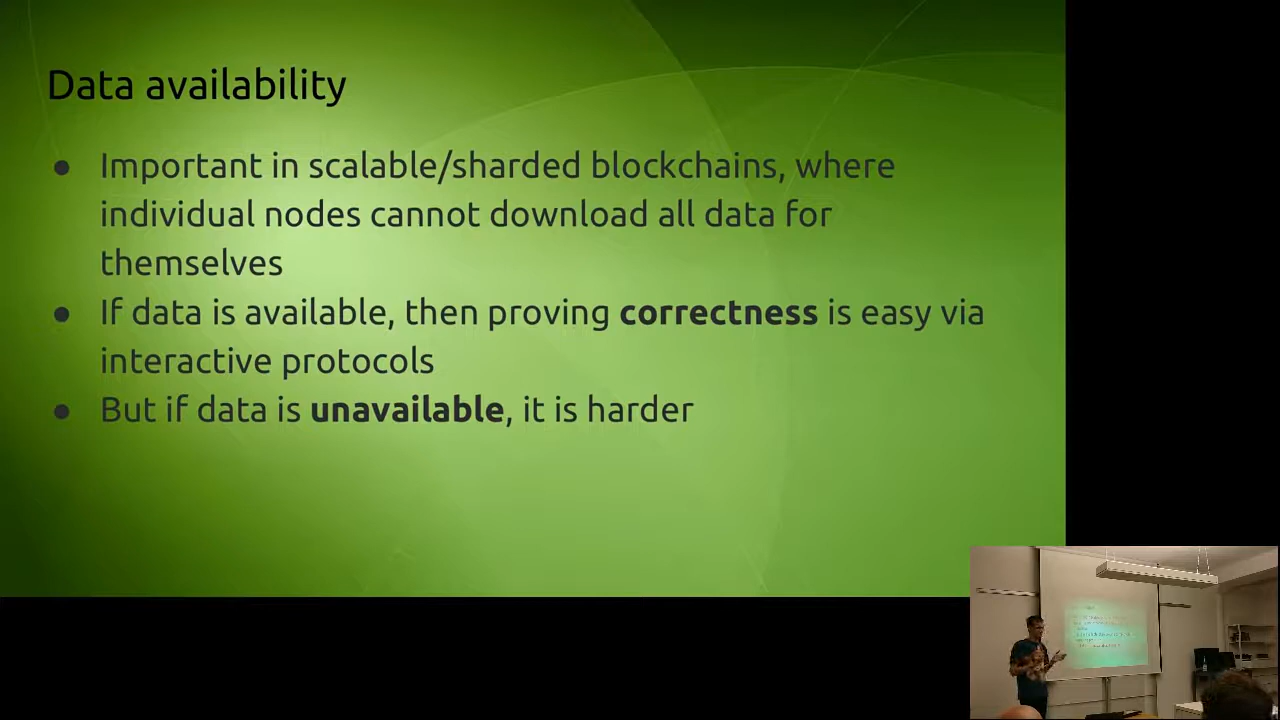 Data availability
● Important in scalable/sharded blockchains, where
individual nodes cannot download all data for
themselves
● If data is available, then proving correctness is easy via
interactive protocols
● But if data is unavailable, it is harder